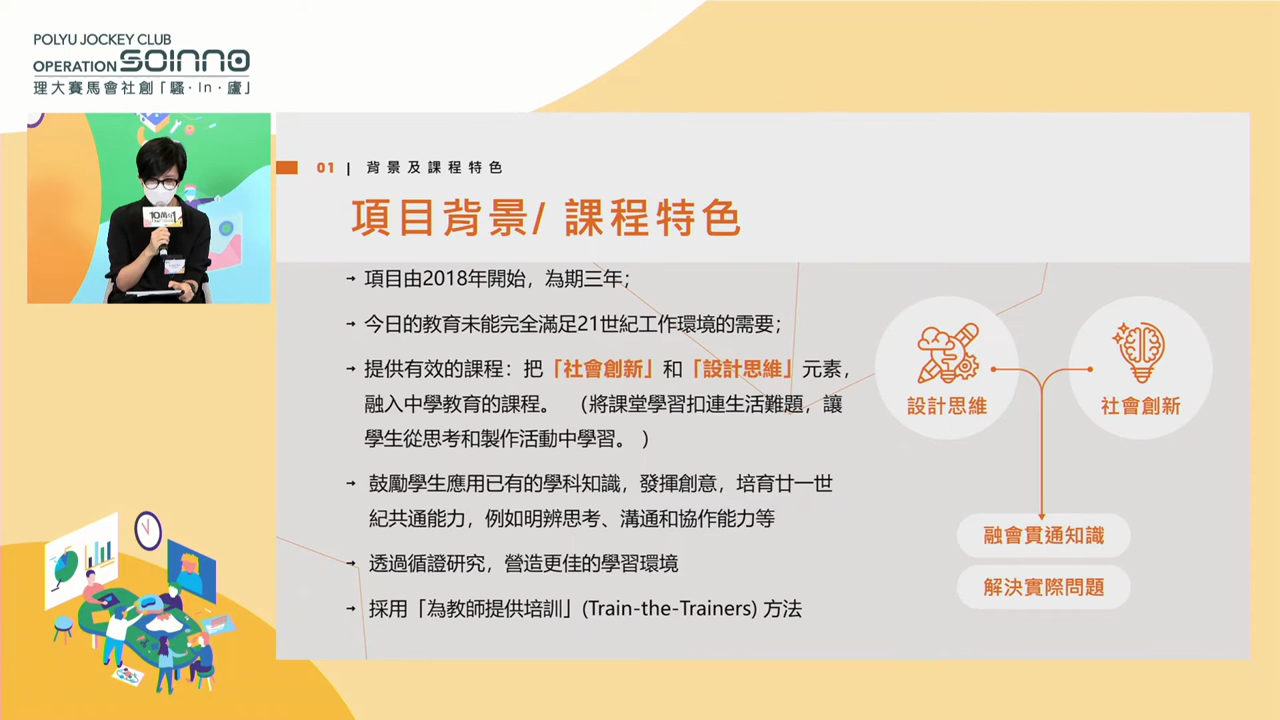 POLYU JOCKEY CLUB
OPERATION SOINNO
理大賽馬會社創「騷·In·廬」
01 | 背景及課程特色
項目背景/ 課程特色
→ 項目由2018年開始，為期三年；
→ 今日的教育未能完全滿足21世紀工作環境的需要；
→ 提供有效的課程：把「社會創新」和「設計思維」元素，
融入中學教育的課程。 （將課堂學習扣連生活難題，讓
學生從思考和製作活動中學習。 ）
→ 鼓勵學生應用已有的學科知識，發揮創意，培育廿一世
紀共通能力，例如明辨思考、溝通和協作能力等
→ 透過循證研究，營造更佳的學習環境
→ 採用「為教師提供培訓」(Train-the-Trainers) 方法
設計思維
社會創新
融會貫通知識
解決實際問題